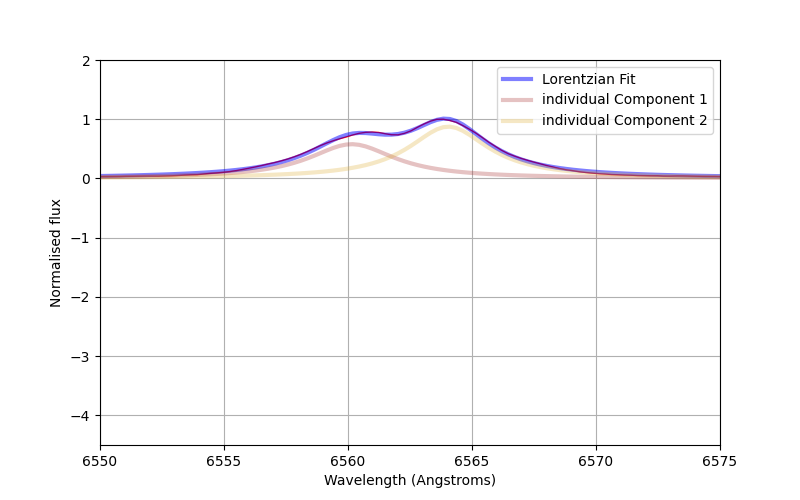 Lorentzian Fit
individual Component 1
individual Component 2
2
1
0
−1
−2
−3
−4
Normalised flux
6550 6555 6560 6565 6570 6575
Wavelength (Angstroms)